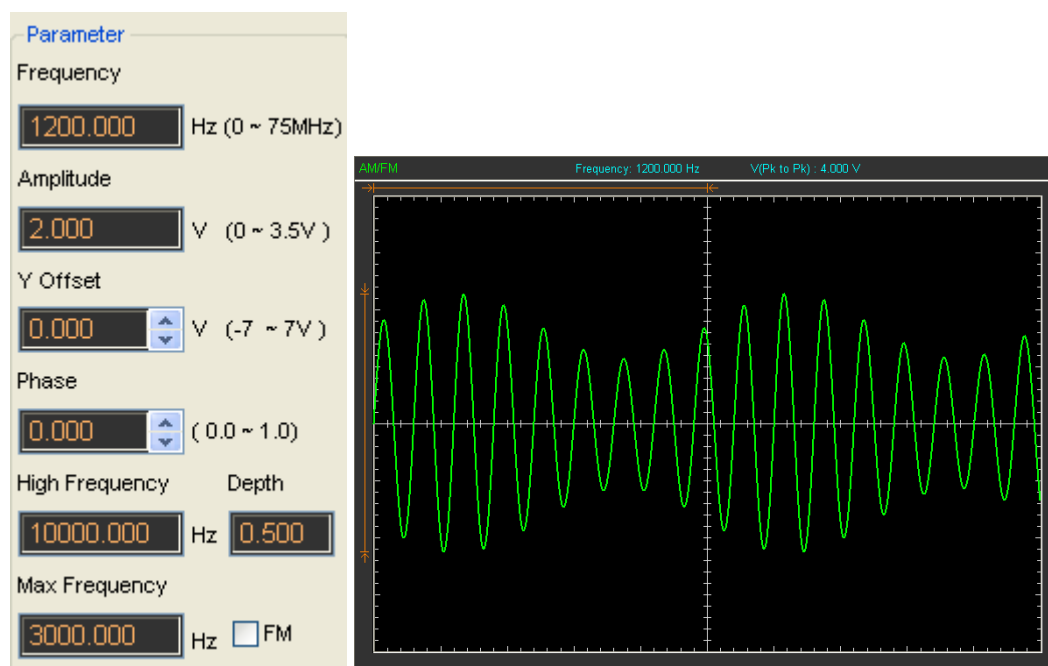 Parameter
Frequency
1200.000 Hz (0 ~ 75MHz)
Amplitude
2.000 V (0 ~ 3.5V )
Y Offset
0.000 V (-7 ~ 7V )
Phase
0.000 ( 0.0 ~ 1.0)
High Frequency Depth
10000.000 Hz 0.500
Max Frequency
3000.000 Hz FM
AM/FM Frequency: 1200.000 Hz V(Pk to Pk) : 4.000 V